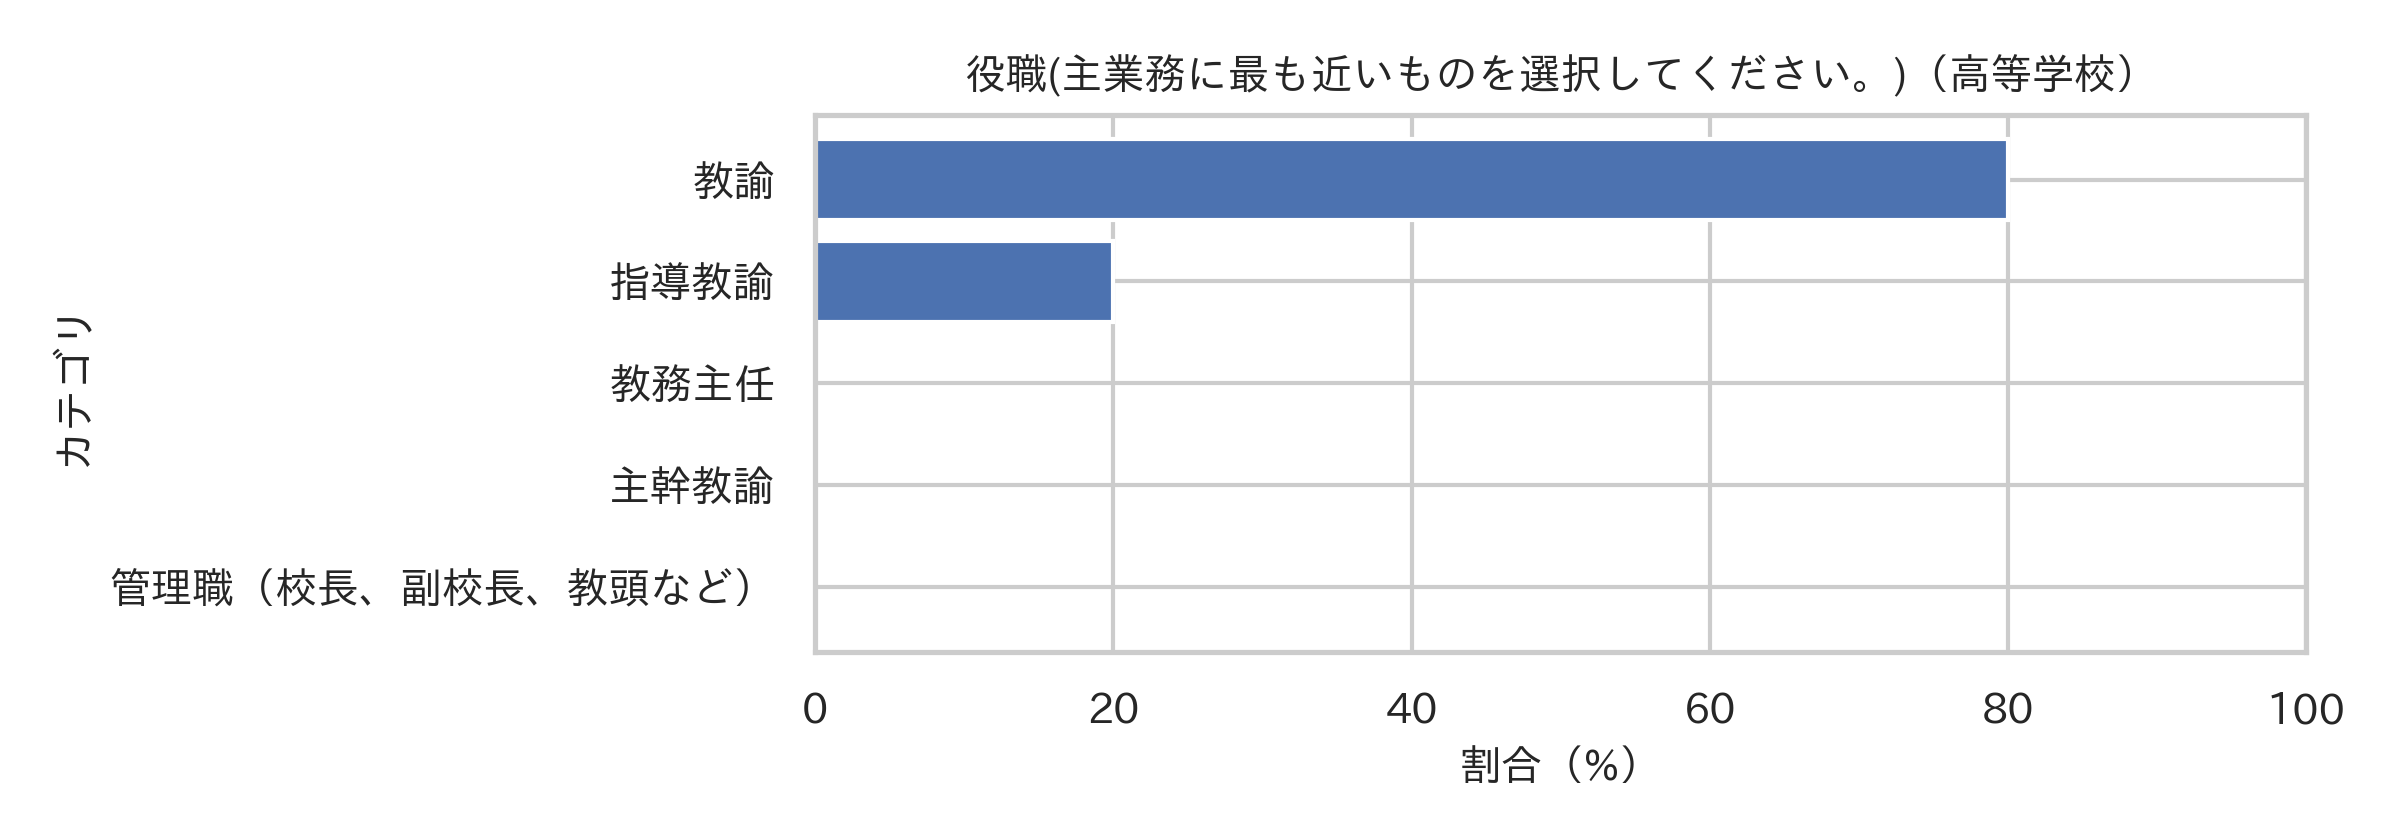 役職(主業務に最も近いものを選択してください。)（高等学校）
教諭
指導教諭
教務主任
主幹教諭
管理職（校長、副校長、教頭など）
カテゴリ
0 20 40 60 80 100
割合（%）